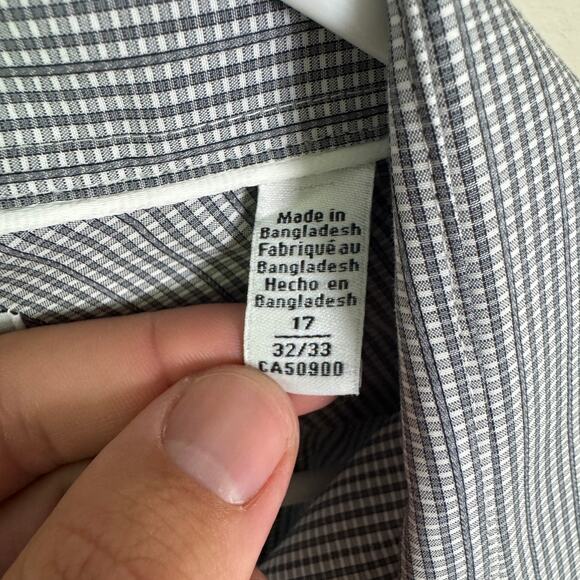 Made in
Bangladesh
Fabriqué au
Bangladesh
Hecho en
Bangladesh
17
32/33
CA50900